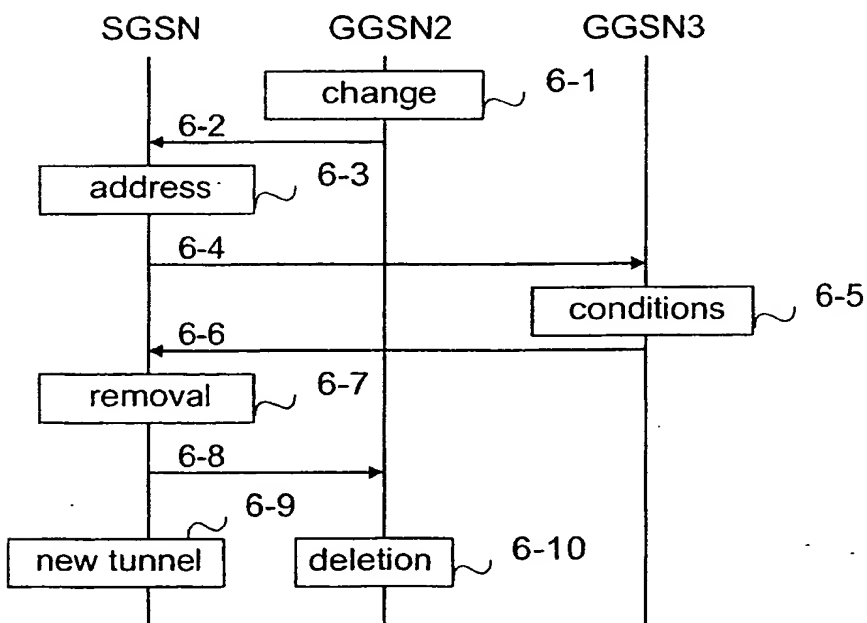 SGSN GGSN2 GGSN3
change 6-1
6-2
address 6-3
6-4
conditions 6-5
6-6
removal 6-7
6-8
6-9
new tunnel deletion 6-10